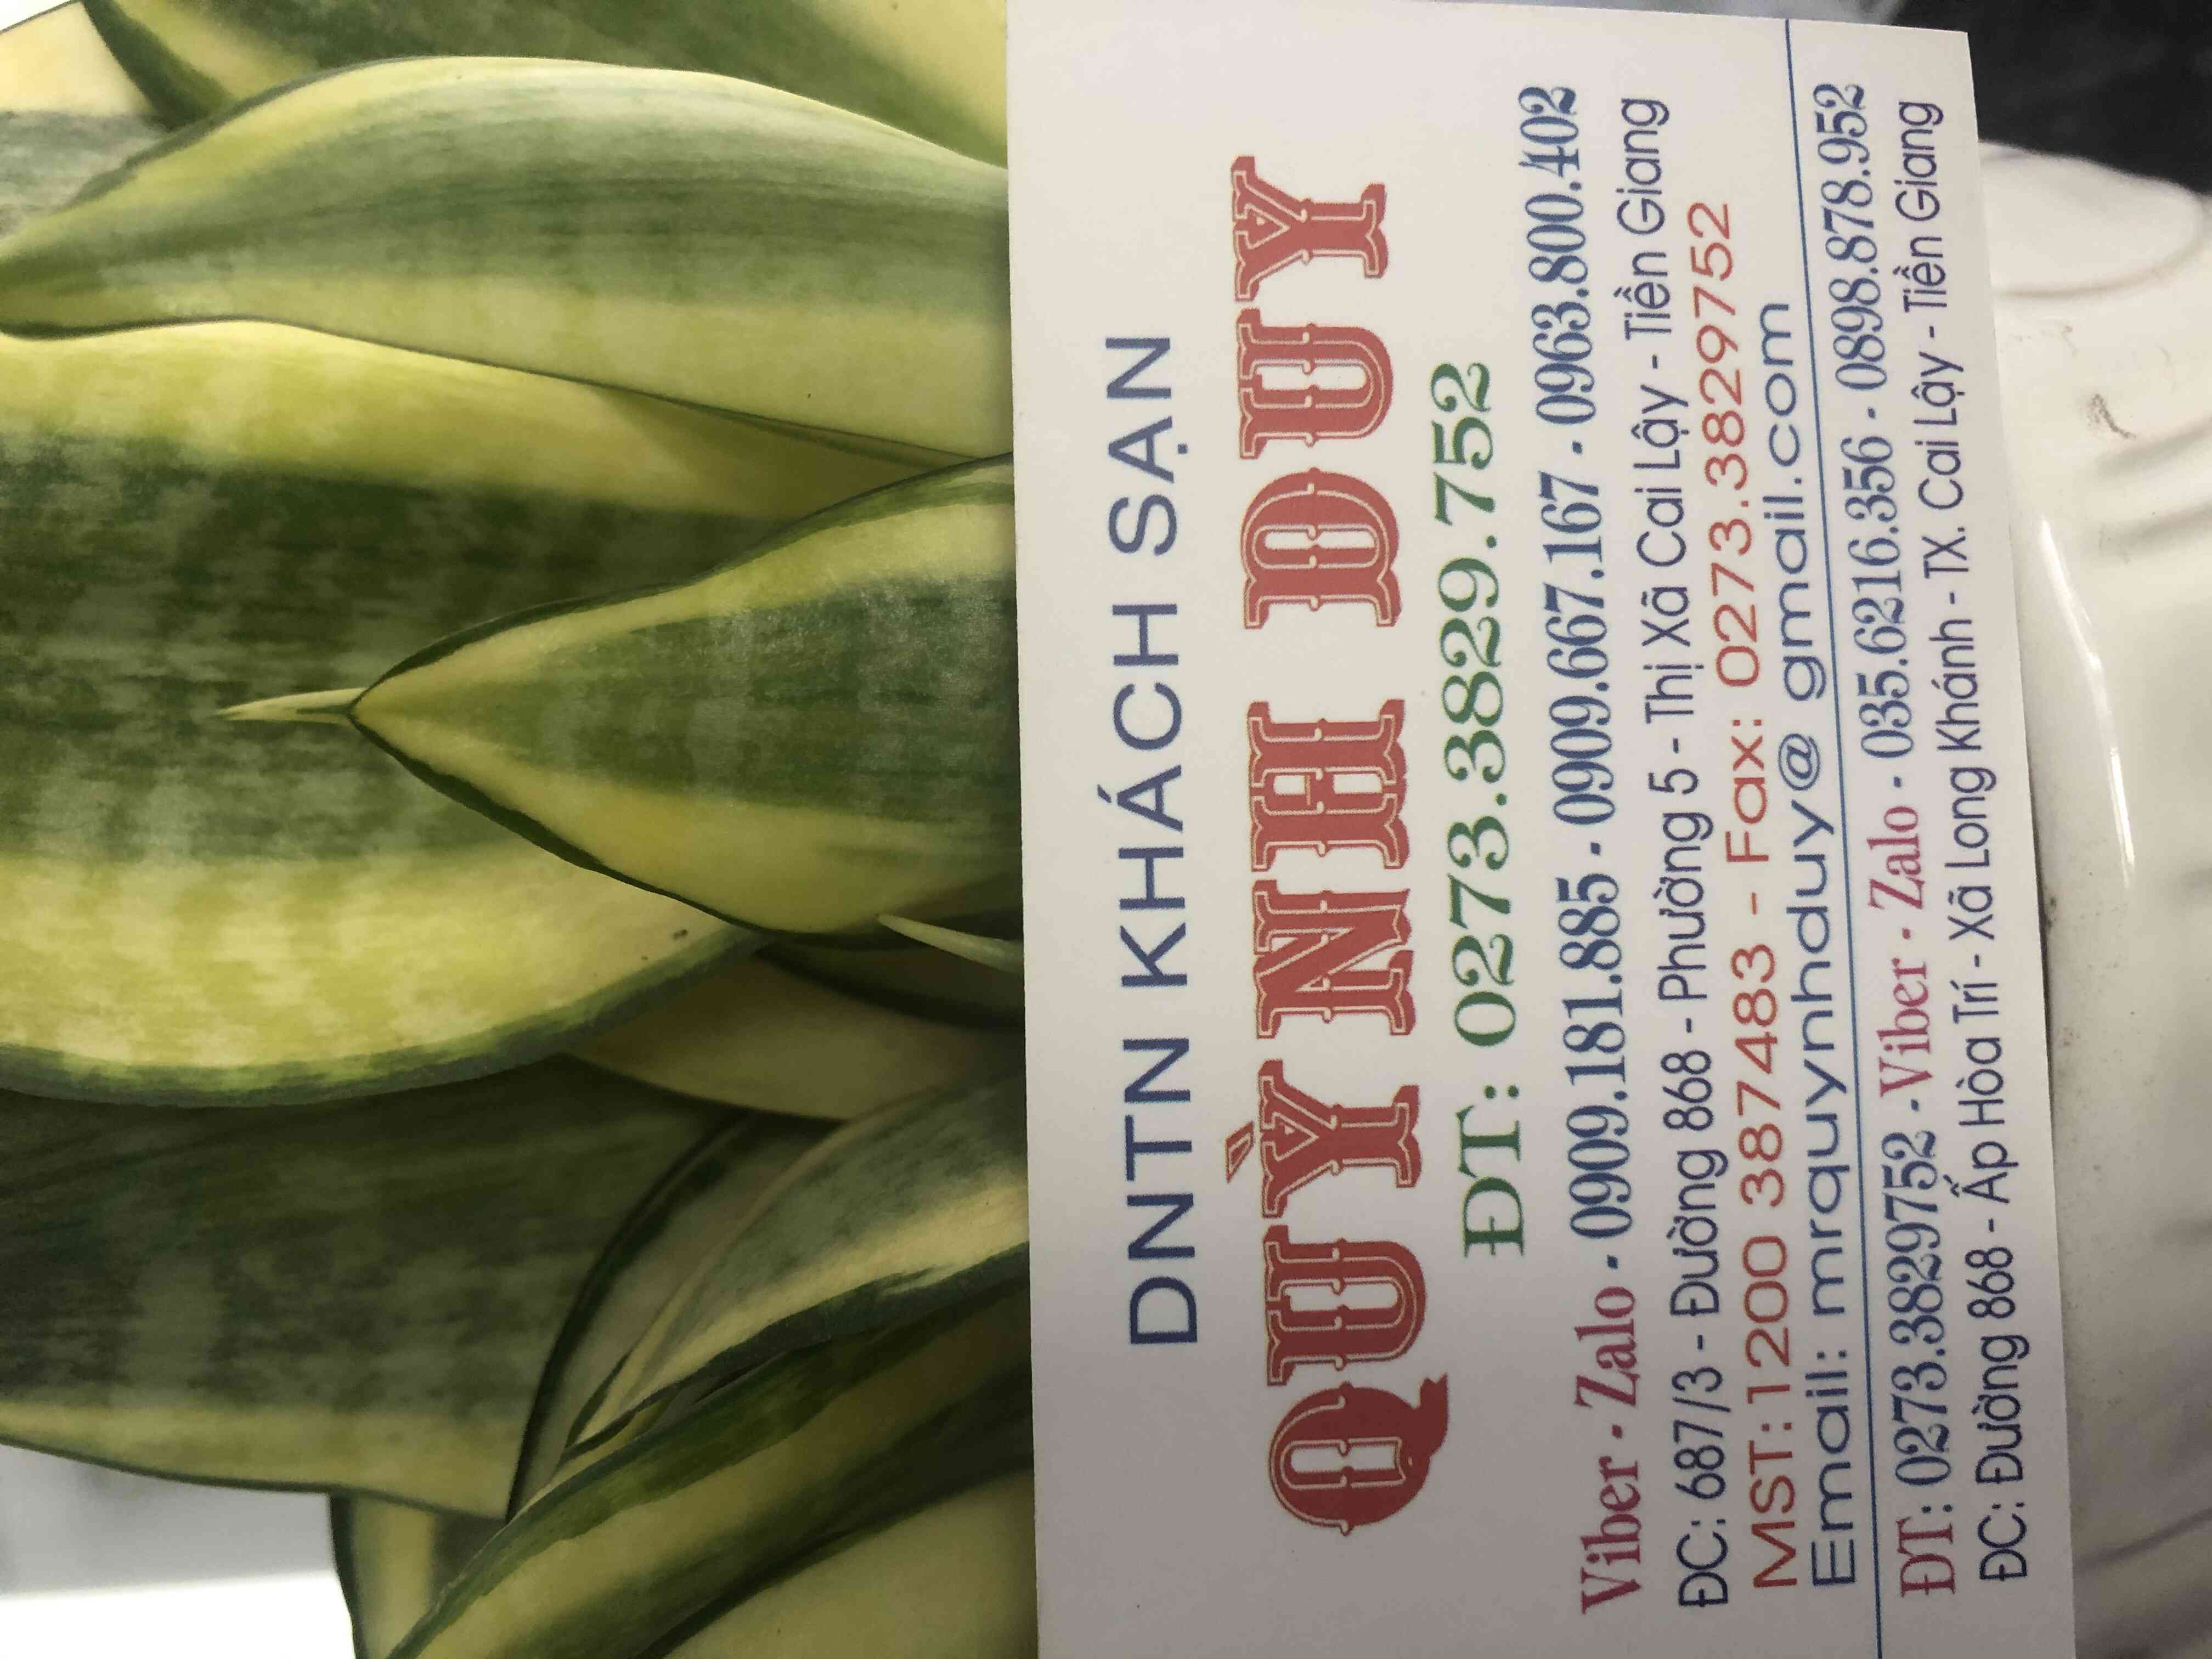 DNTN KHÁCH SẠN
QUỲNH DUY
ĐT: 0273.3829.752
Viber - Zalo - 0909.181.885 - 0909.667.167 - 0963.800.402
ĐC: 687/3 - Đường 868 - Phường 5 - Thị Xã Cai Lậy - Tiền Giang
MST:1200 387483 - Fax: 0273.3829752
Email: mrquynhduy@ gmail.com
ĐT: 0273.3829752 - Viber - Zalo - 035.6216.356 - 0898.878.952
ĐC: Đường 868 - Ấp Hòa Trí - Xã Long Khánh - TX. Cai Lậy - Tiền Giang